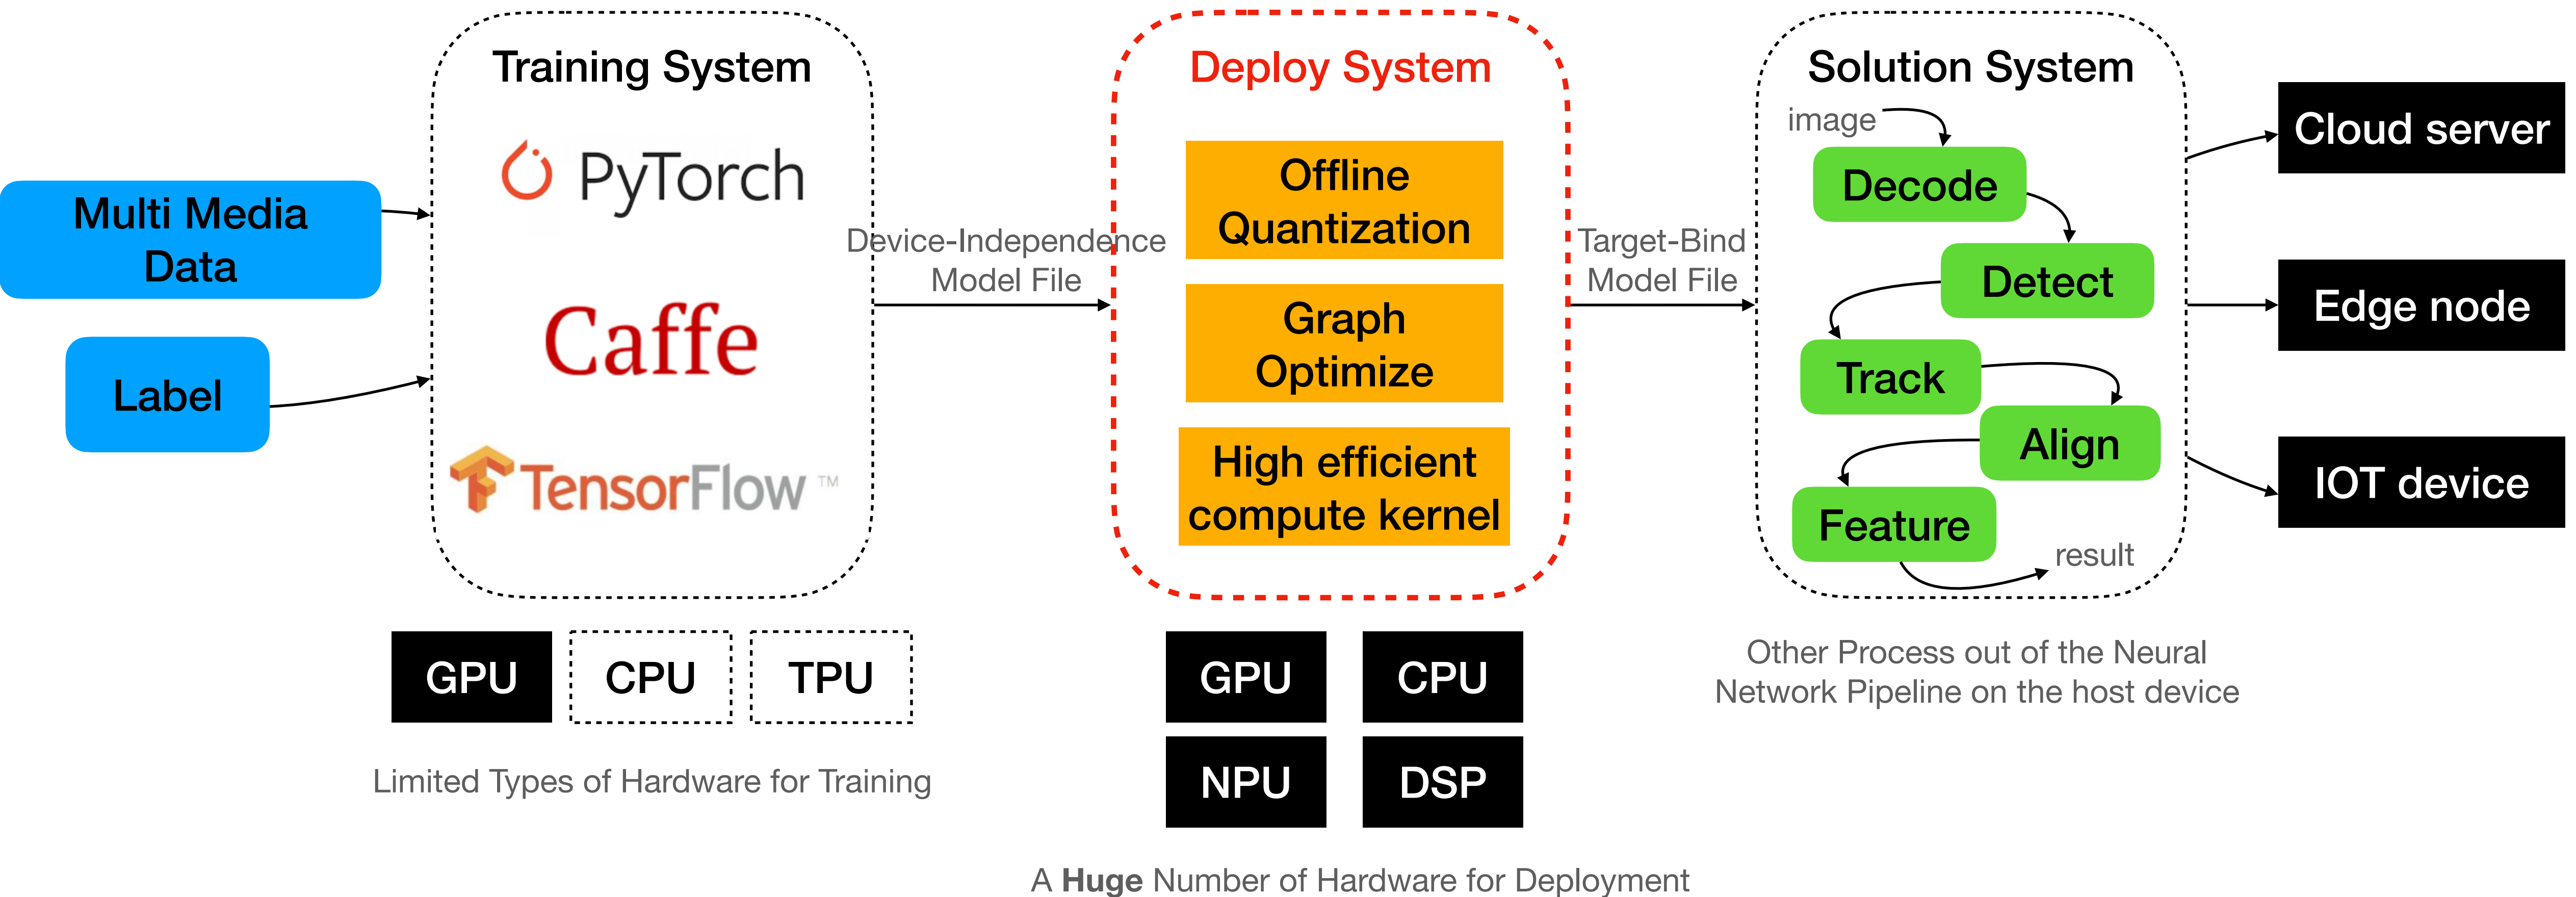 Training System
Deploy System
Solution System
Multi Media
Data
Label
PyTorch
Caffe
TensorFlow ™
Device-Independence
Model File
Offline
Quantization
Graph
Optimize
High efficient
compute kernel
Target-Bind
Model File
image
Decode
Detect
Track
Align
Feature
result
Cloud server
Edge node
IOT device
GPU
CPU
TPU
Limited Types of Hardware for Training
GPU
CPU
NPU
DSP
A Huge Number of Hardware for Deployment
Other Process out of the Neural
Network Pipeline on the host device